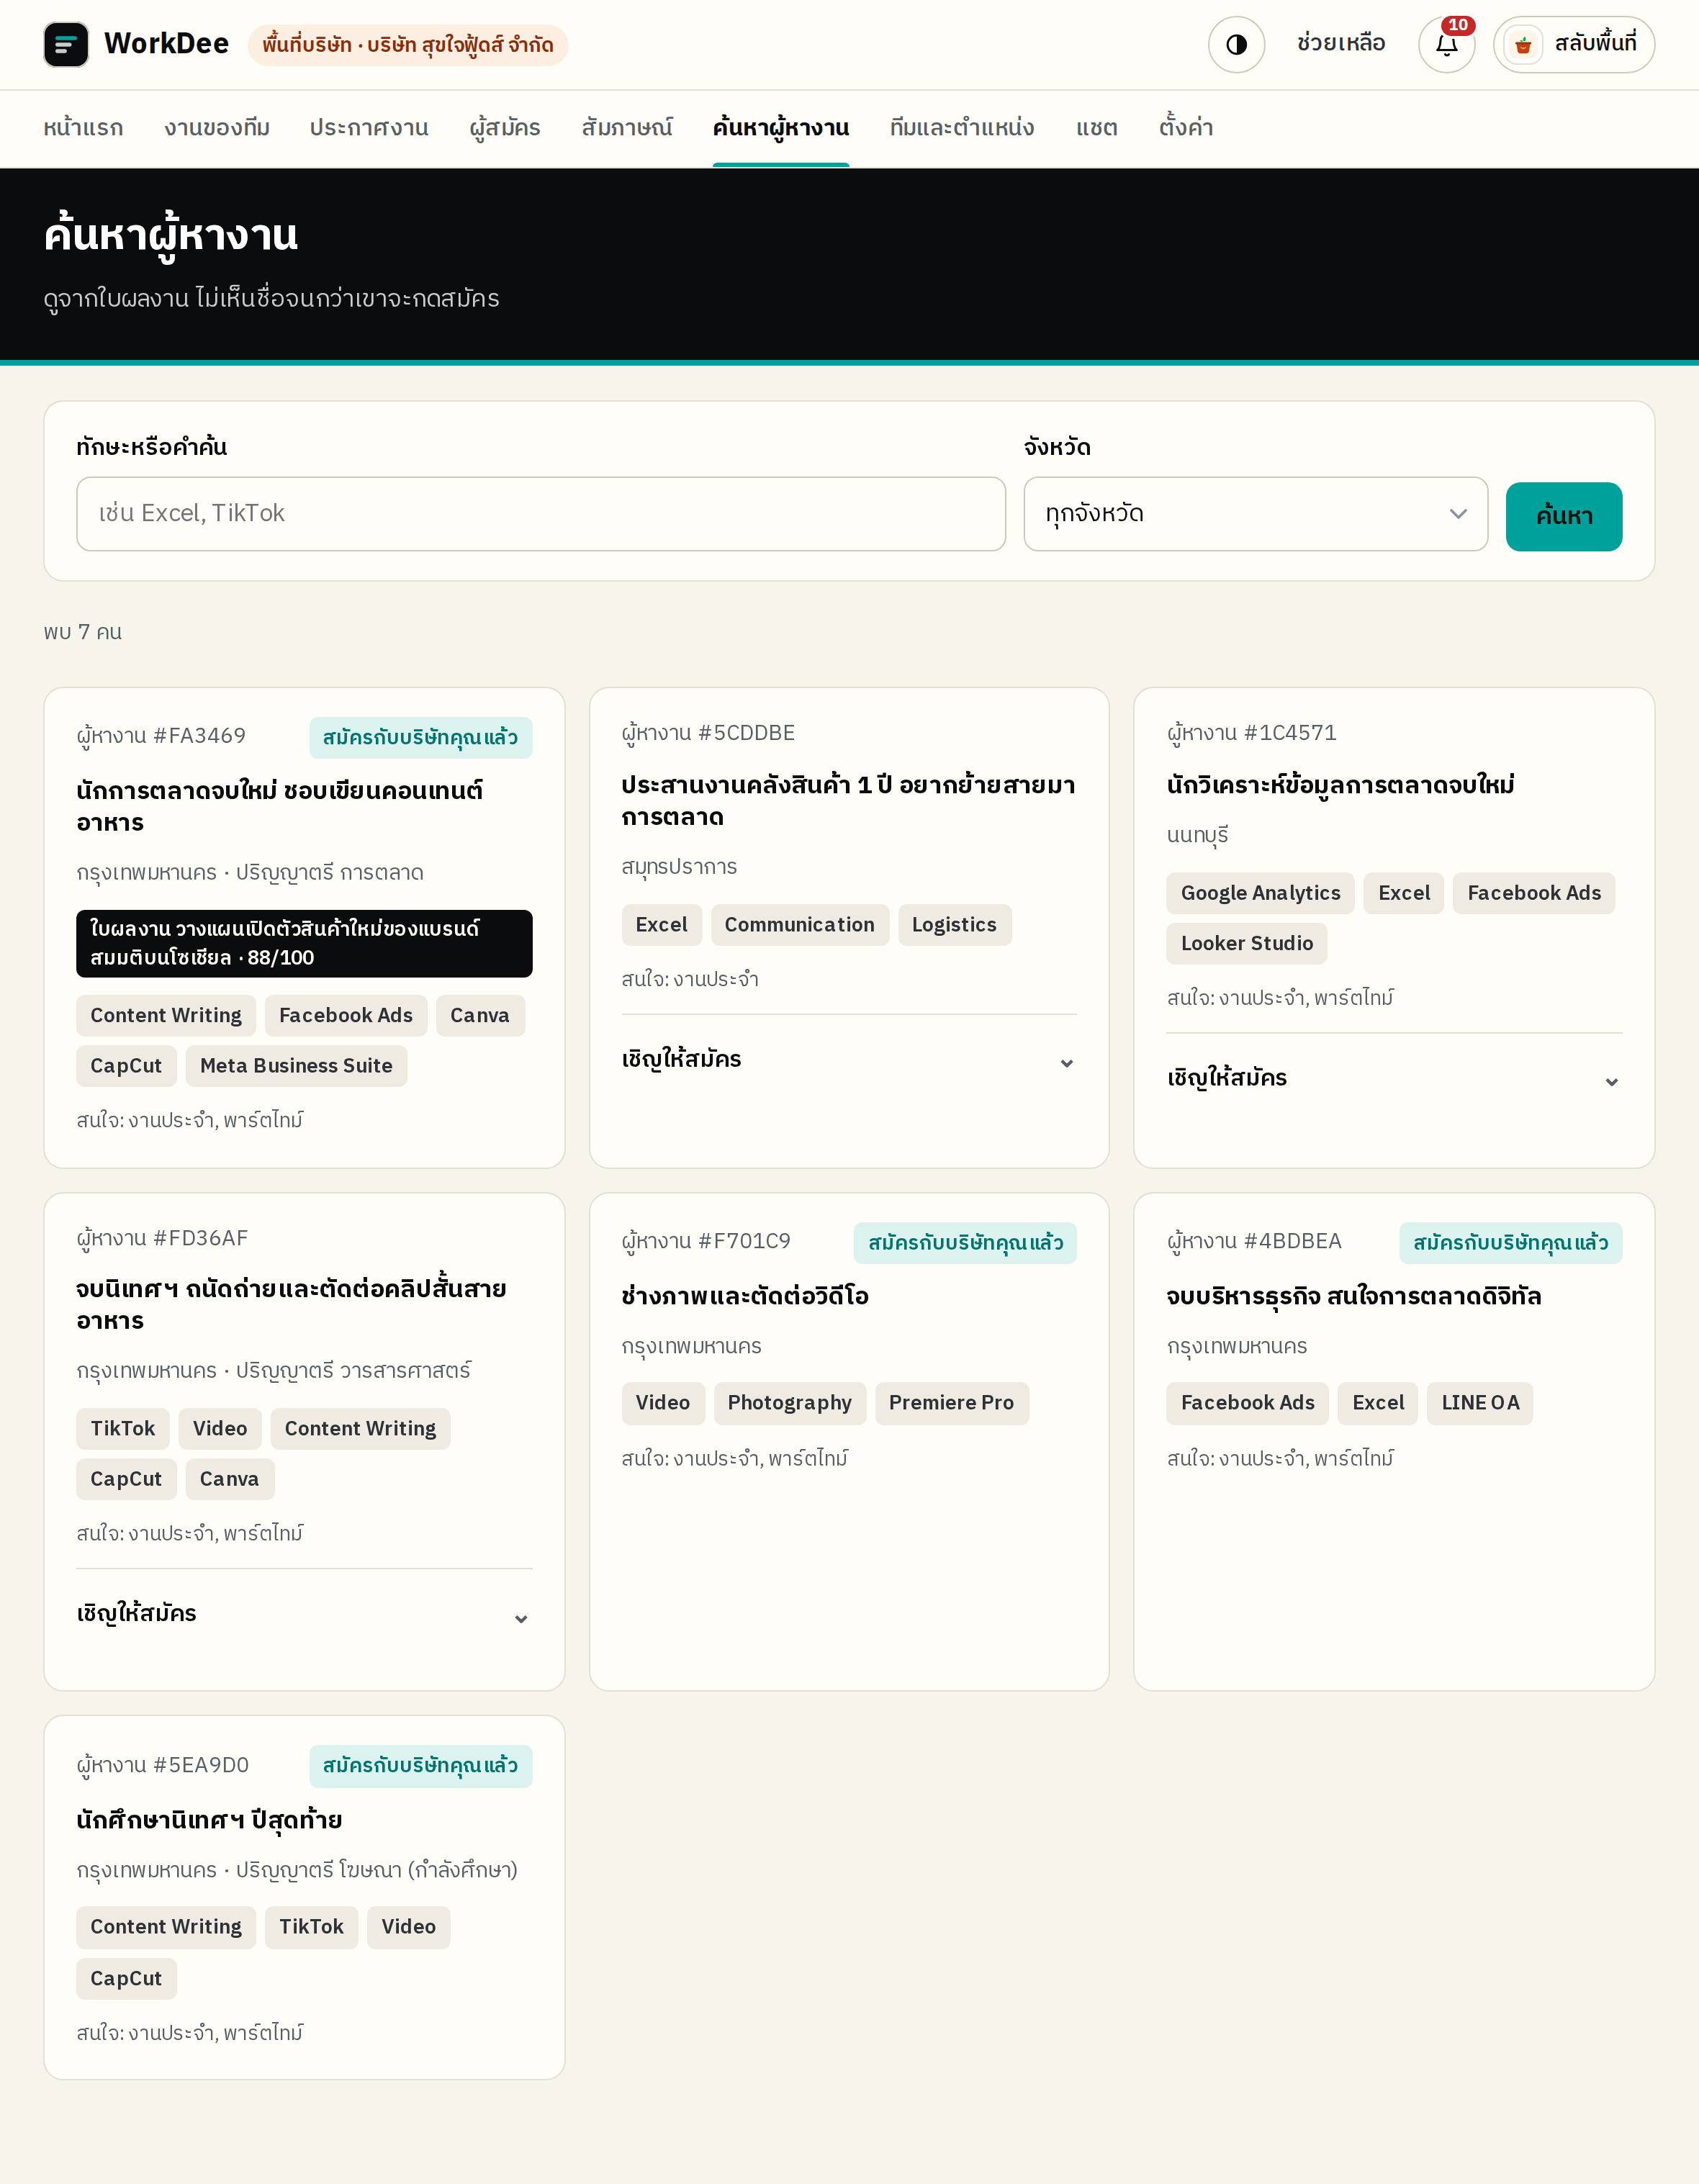 WorkDee
พื้นที่บริษัท · บริษัท สุขใจฟู้ดส์ จำกัด
ช่วยเหลือ
10
สลับพื้นที่
หน้าแรก
งานของทีม
ประกาศงาน
ผู้สมัคร
สัมภาษณ์
ค้นหาผู้หางาน
ทีมและตำแหน่ง
แชต
ตั้งค่า
ค้นหาผู้หางาน
ดูจากใบผลงาน ไม่เห็นชื่อจนกว่าเขาจะกดสมัคร
ทักษะหรือคำค้น
เช่น Excel, TikTok
จังหวัด
ทุกจังหวัด
ค้นหา
พบ 7 คน
ผู้หางาน #FA3469
สมัครกับบริษัทคุณแล้ว
นักการตลาดจบใหม่ ชอบเขียนคอนเทนต์
อาหาร
กรุงเทพมหานคร · ปริญญาตรี การตลาด
ใบผลงาน วางแผนเปิดตัวสินค้าใหม่ของแบรนด์
สมมติบนโซเชียล · 88/100
Content Writing
Facebook Ads
Canva
CapCut
Meta Business Suite
สนใจ: งานประจำ, พาร์ตไทม์
ผู้หางาน #5CDDBE
ประสานงานคลังสินค้า 1 ปี อยากย้ายสายมา
การตลาด
สมุทรปราการ
Excel
Communication
Logistics
สนใจ: งานประจำ
เชิญให้สมัคร
ผู้หางาน #1C4571
นักวิเคราะห์ข้อมูลการตลาดจบใหม่
นนทบุรี
Google Analytics
Excel
Facebook Ads
Looker Studio
สนใจ: งานประจำ, พาร์ตไทม์
เชิญให้สมัคร
ผู้หางาน #FD36AF
จบนิเทศฯ ถนัดถ่ายและตัดต่อคลิปสั้นสาย
อาหาร
กรุงเทพมหานคร · ปริญญาตรี วารสารศาสตร์
TikTok
Video
Content Writing
CapCut
Canva
สนใจ: งานประจำ, พาร์ตไทม์
เชิญให้สมัคร
ผู้หางาน #F701C9
สมัครกับบริษัทคุณแล้ว
ช่างภาพและตัดต่อวิดีโอ
กรุงเทพมหานคร
Video
Photography
Premiere Pro
สนใจ: งานประจำ, พาร์ตไทม์
ผู้หางาน #4BDBEA
สมัครกับบริษัทคุณแล้ว
จบบริหารธุรกิจ สนใจการตลาดดิจิทัล
กรุงเทพมหานคร
Facebook Ads
Excel
LINE OA
สนใจ: งานประจำ, พาร์ตไทม์
ผู้หางาน #5EA9D0
สมัครกับบริษัทคุณแล้ว
นักศึกษานิเทศฯ ปีสุดท้าย
กรุงเทพมหานคร · ปริญญาตรี โฆษณา (กำลังศึกษา)
Content Writing
TikTok
Video
CapCut
สนใจ: งานประจำ, พาร์ตไทม์